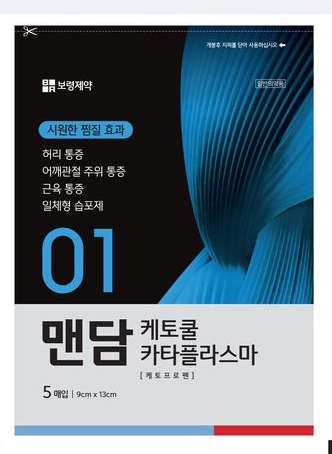 개봉후 지퍼를 닫아 사용하십시오
보령제약
일반의약품
시원한 찜질 효과
허리 통증
어깨관절 주위 통증
근육 통증
일체형 습포제
01
맨담 케토쿨
카타플라스마
[케토프로펜]
5매입 | 9cm x 13cm